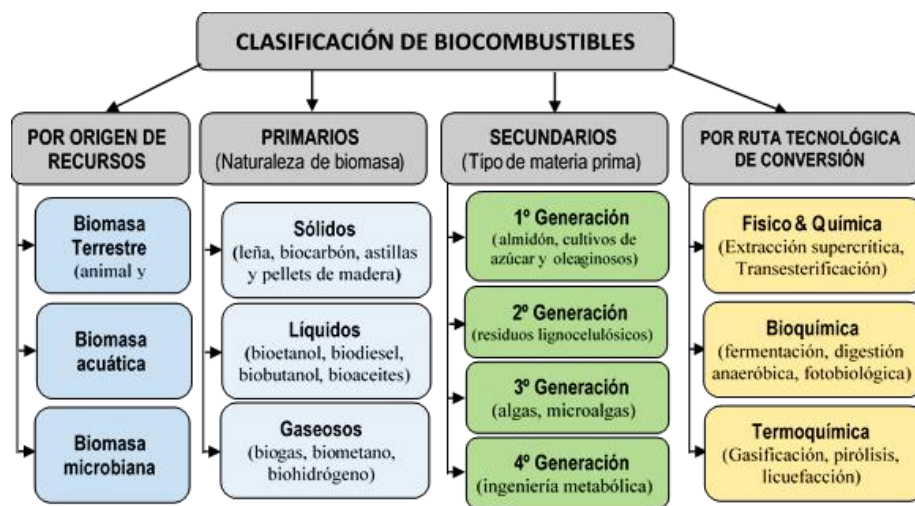 CLASIFICACIÓN DE BIOCOMBUSTIBLES
POR ORIGEN DE
RECURSOS
Biomasa
Terrestre
(animal y
Biomasa
acuática
Biomasa
microbiana
PRIMARIOS
(Naturaleza de biomasa)
Sólidos
(leña, biocarbón, astillas
y pellets de madera)
Líquidos
(bioetanol, biodiesel,
biobutanol, bioaceites)
Gaseosos
(biogas, biometano,
biohidrógeno)
SECUNDARIOS
(Tipo de materia prima)
1º Generación
(almidón, cultivos de
azúcar y oleaginosos)
2º Generación
(residuos lignocelulósicos)
3º Generación
(algas, microalgas)
4º Generación
(ingeniería metabólica)
POR RUTA TECNOLÓGICA
DE CONVERSIÓN
Fisico & Química
(Extracción supercrítica,
Transesterificación)
Bioquímica
(fermentación, digestión
anaeróbica, fotobiológica)
Termoquímica
(Gasificación, pirólisis,
licuefacción)